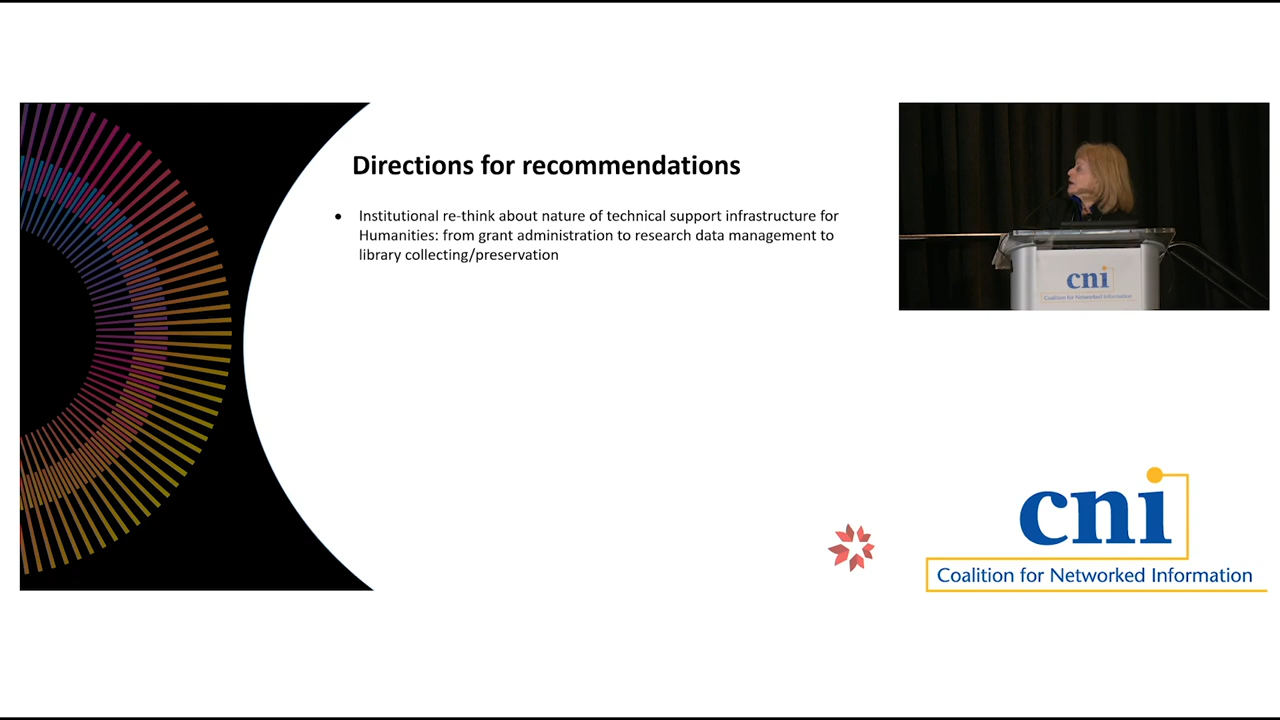 Directions for recommendations
• Institutional re-think about nature of technical support infrastructure for
Humanities: from grant administration to research data management to
library collecting/preservation
cni
Coalition for Networked Information
cni
Coalition for Networked Information